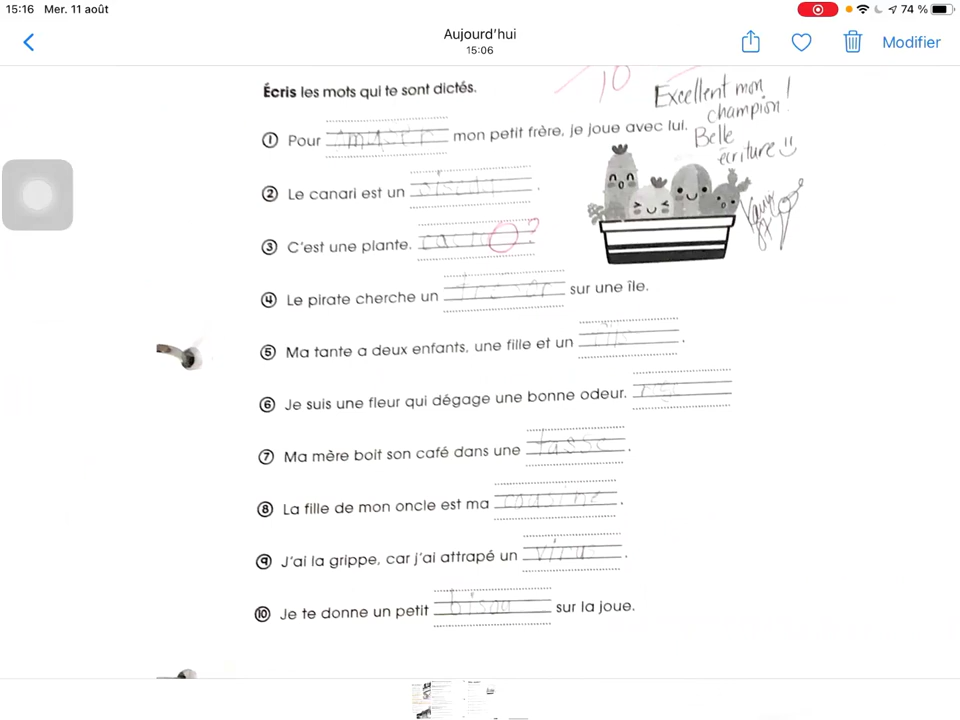 15:16 Mer. 11 août
74 %
Aujourd'hui
15:06
Modifier
10
Écris les mots qui te sont dictés.
Excellent mon
champion!
Belle
écriture
① Pour mon petit frère, je joue avec lui.
② Le canari est un .
③ C'est une plante. ?
④ Le pirate cherche un trésor sur une île.
⑤ Ma tante a deux enfants, une fille et un fils .
⑥ Je suis une fleur qui dégage une bonne odeur.
⑦ Ma mère boit son café dans une tasse .
⑧ La fille de mon oncle est ma cousine .
⑨ J'ai la grippe, car j'ai attrapé un virus .
⑩ Je te donne un petit sur la joue.